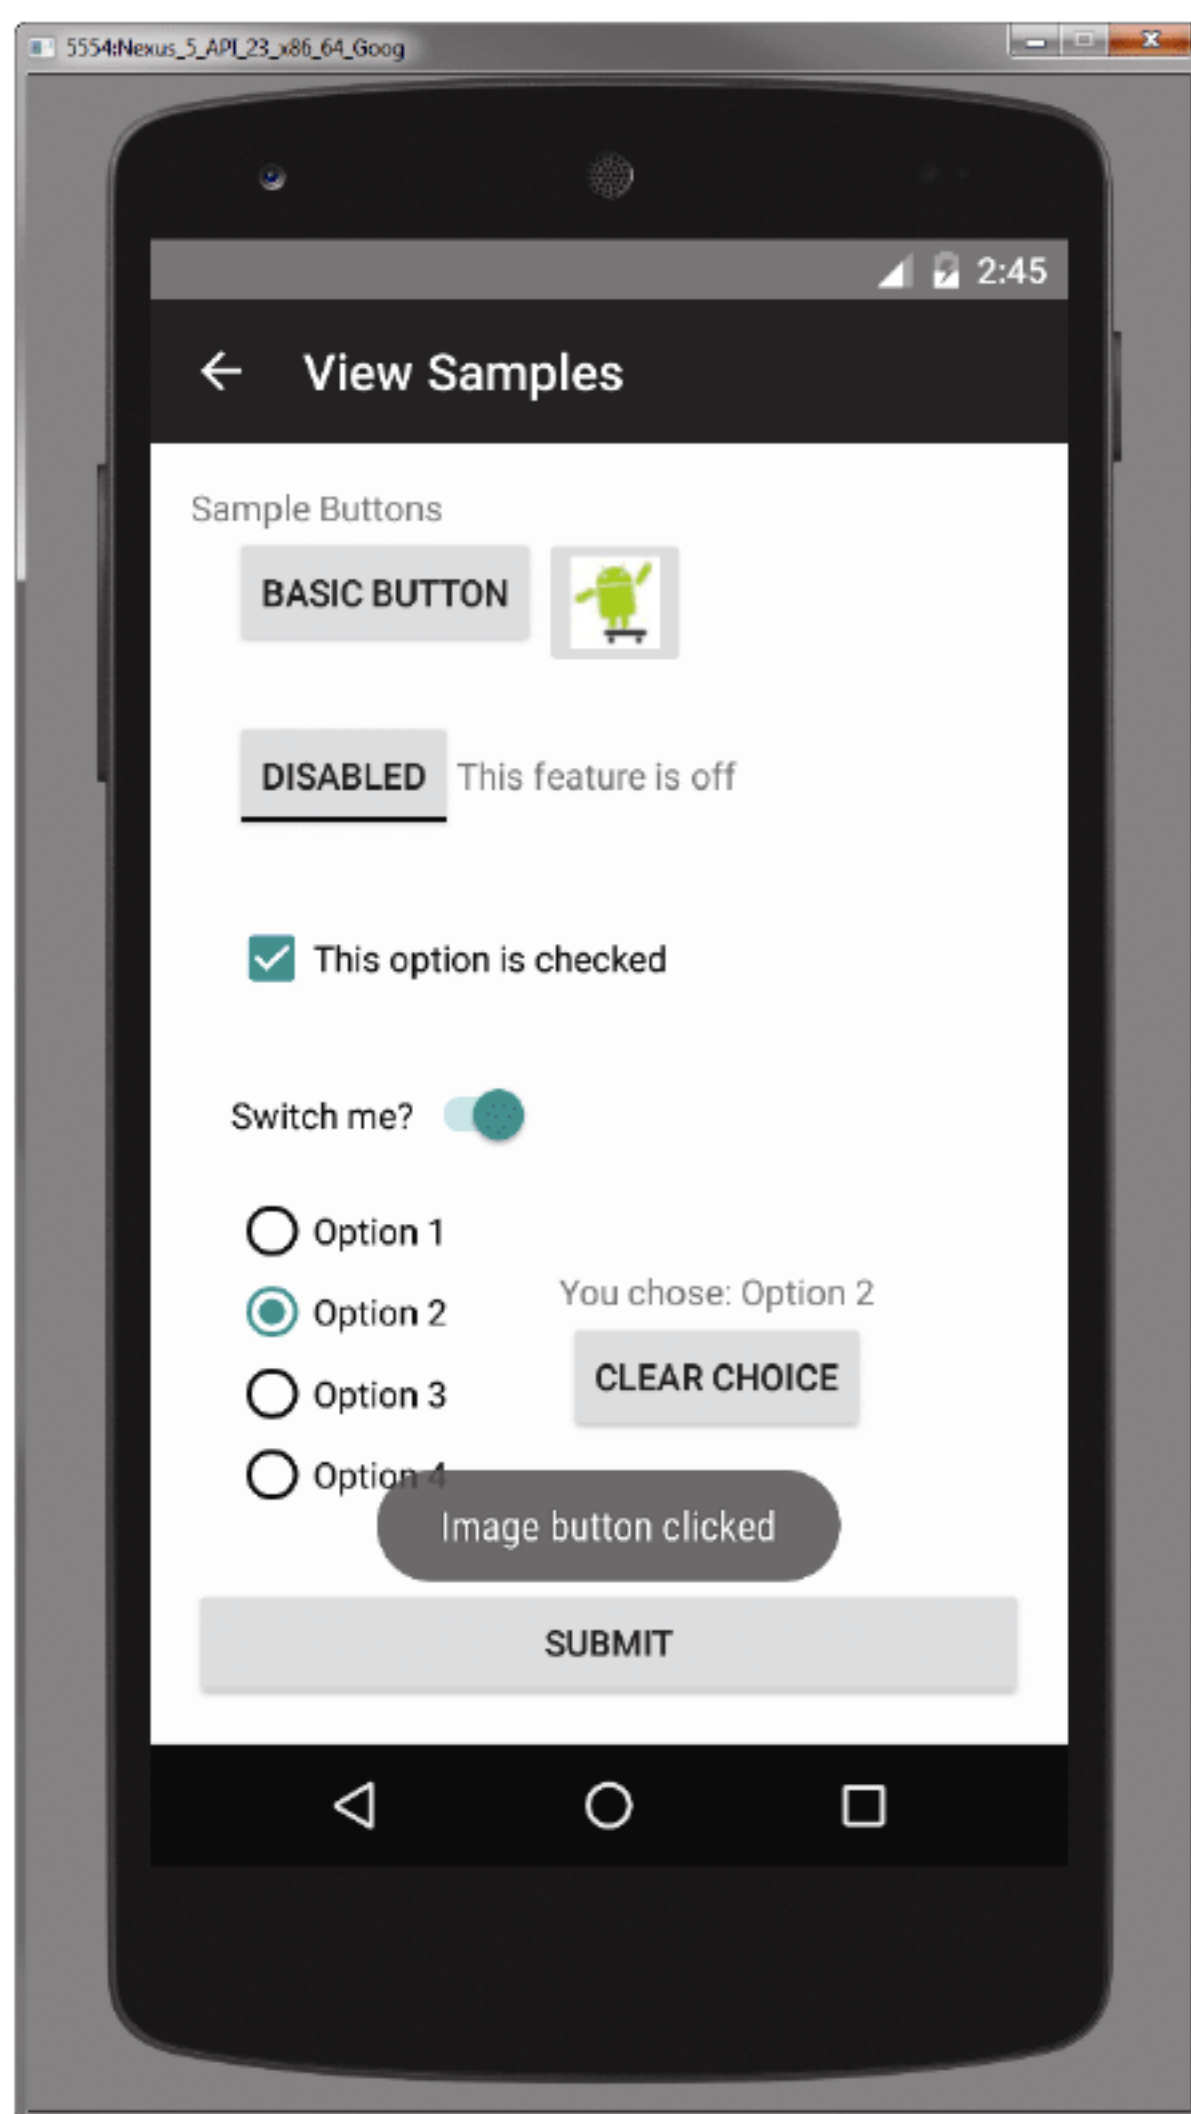 5554:Nexus_5_API_23_x86_64_Goog
2:45
View Samples
Sample Buttons
BASIC BUTTON
DISABLED This feature is off
This option is checked
Switch me?
Option 1
You chose: Option 2
Option 2
CLEAR CHOICE
Option 3
Option 4
Image button clicked
SUBMIT